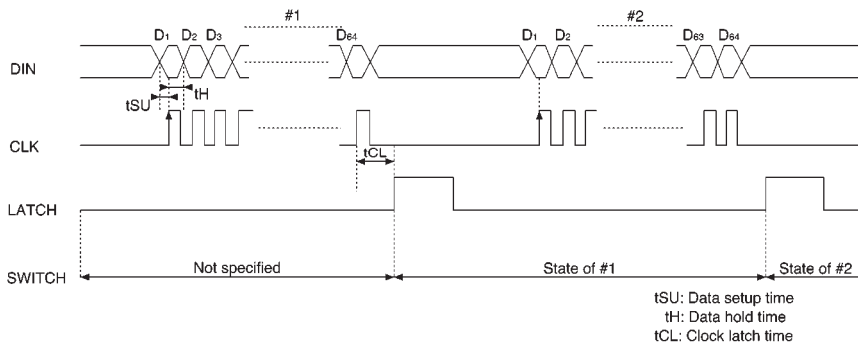 #1 #2
D1 D2 D3 D64 D1 D2 D63 D64
DIN
tSU tH
CLK
tCL
LATCH
SWITCH Not specified State of #1 State of #2
tSU: Data setup time
tH: Data hold time
tCL: Clock latch time